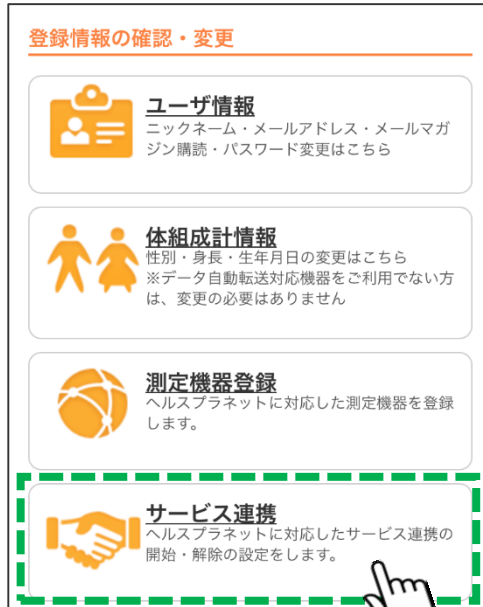 登録情報の確認・変更
ユーザ情報
ニックネーム・メールアドレス・メールマガ
ジン購読・パスワード変更はこちら
体組成計情報
性別・身長・生年月日の変更はこちら
※データ自動転送対応機器をご利用でない方
は、変更の必要はありません
測定機器登録
ヘルスプラネットに対応した測定機器を登録
します。
サービス連携
ヘルスプラネットに対応したサービス連携の
開始・解除の設定をします。